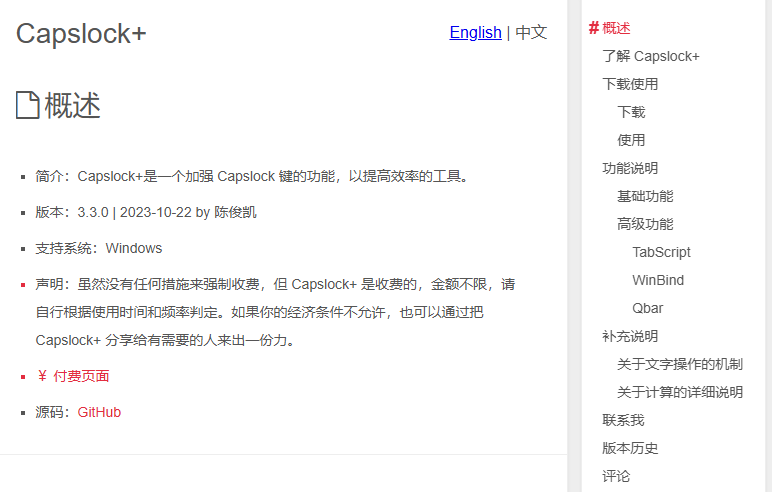 Capslock+
English | 中文
概述
简介：Capslock+是一个加强 Capslock 键的功能，以提高效率的工具。
版本：3.3.0 | 2023-10-22 by 陈俊凯
支持系统：Windows
声明：虽然没有任何措施来强制收费，但 Capslock+ 是收费的，金额不限，请
自行根据使用时间和频率判定。如果你的经济条件不允许，也可以通过把
Capslock+ 分享给有需要的人来出一份力。
￥ 付费页面
源码：GitHub
# 概述
了解 Capslock+
下载使用
下载
使用
功能说明
基础功能
高级功能
TabScript
WinBind
Qbar
补充说明
关于文字操作的机制
关于计算的详细说明
联系我
版本历史
评论